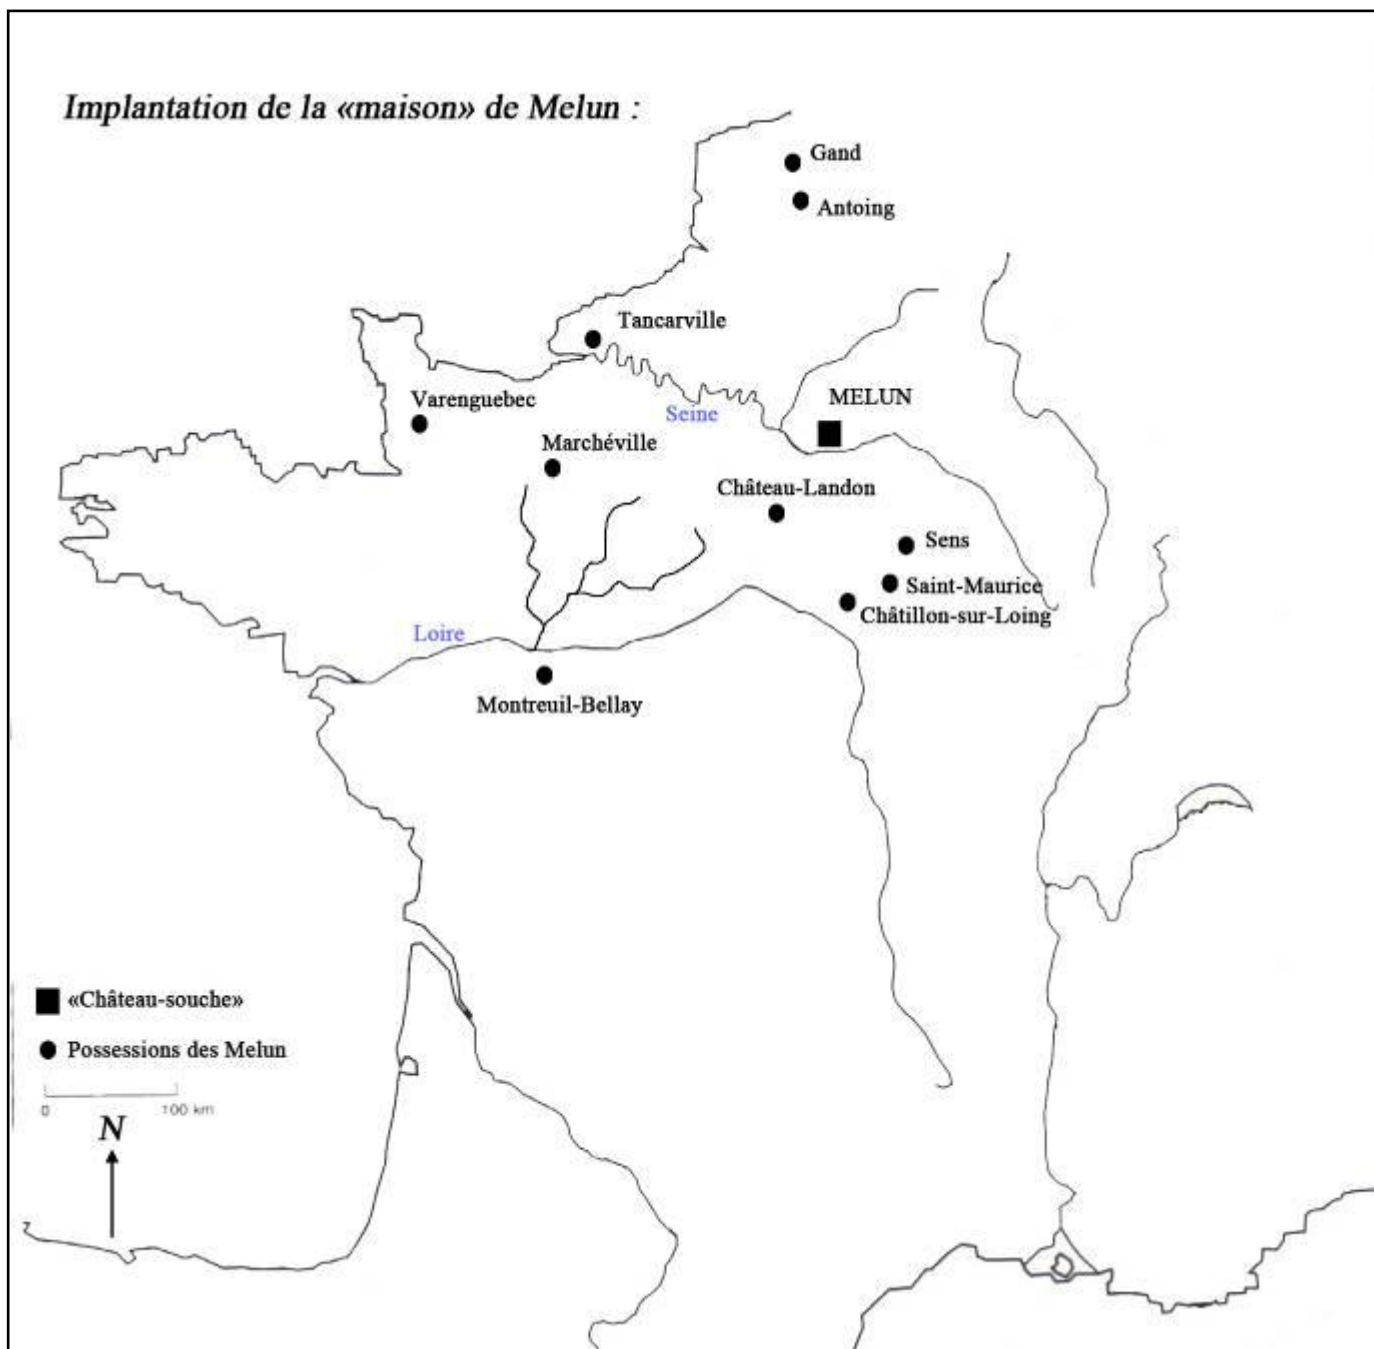 Implantation de la «maison» de Melun :
Gand
Antoing
Tancarville
Varenguebec
MELUN
Seine
Marchéville
Château-Landon
Sens
Saint-Maurice
Châtillon-sur-Loing
Loire
Montreuil-Bellay
«Château-souche»
Possessions des Melun
0 100 km
N